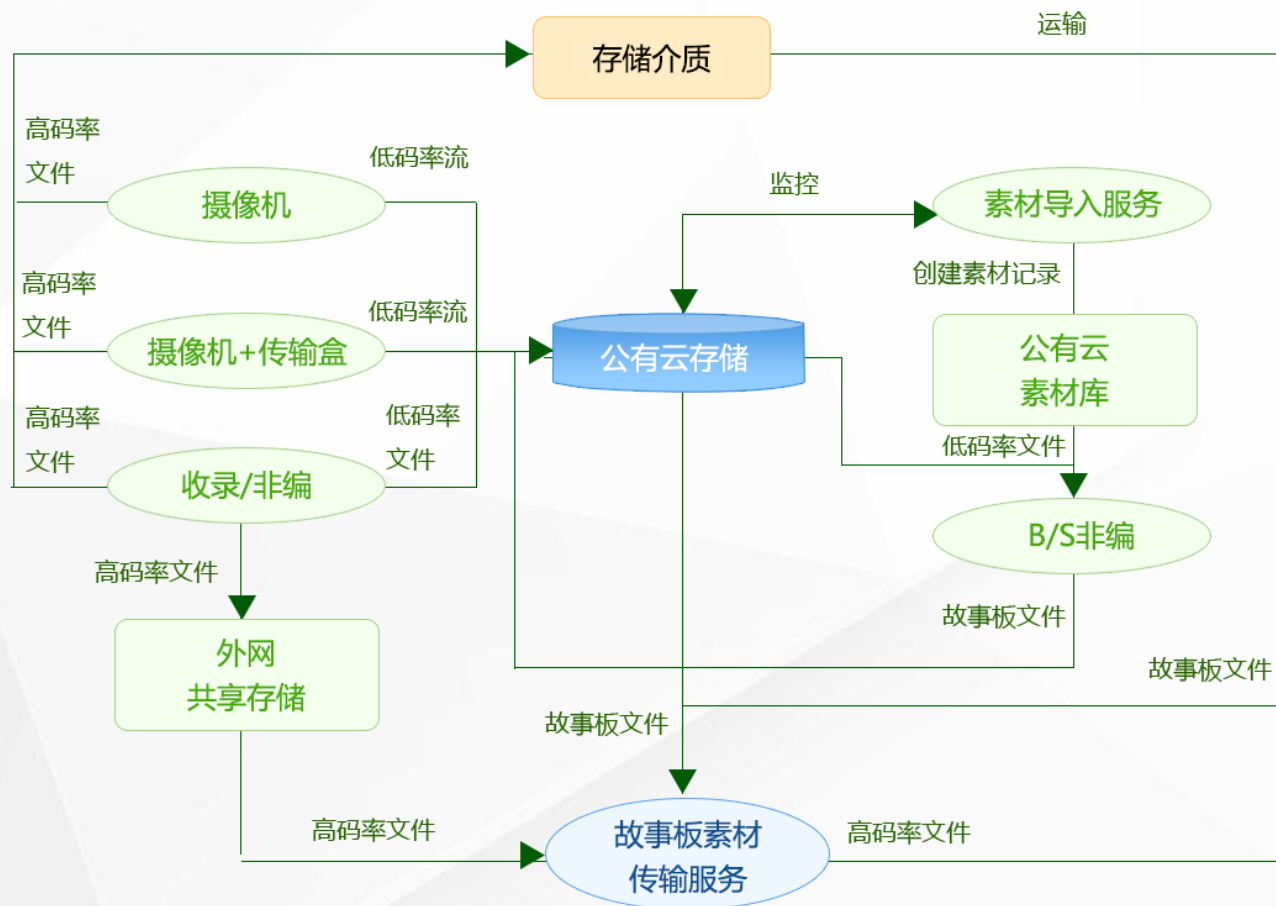 运输
存储介质
高码率
文件
低码率流
摄像机
监控
素材导入服务
创建素材记录
高码率
文件
低码率流
摄像机+传输盒
公有云存储
公有云
素材库
高码率
文件
低码率
文件
低码率文件
收录/非编
B/S非编
高码率文件
故事板文件
外网
共享存储
故事板文件
故事板文件
高码率文件
故事板素材
传输服务
高码率文件